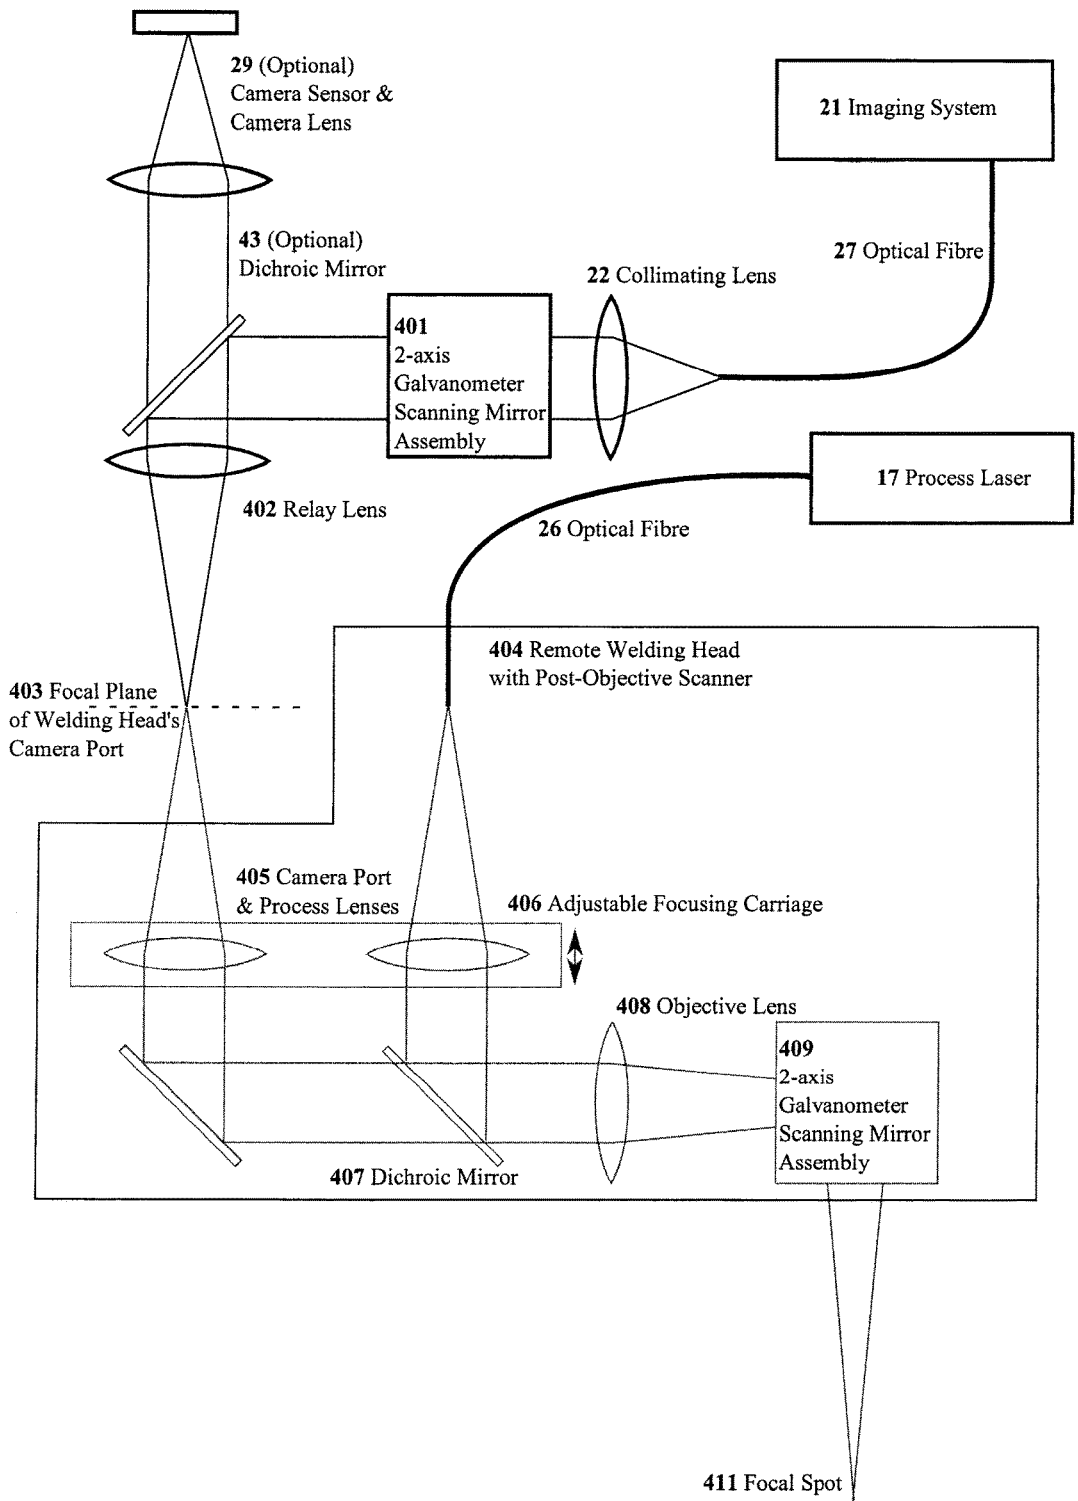 29 (Optional)
Camera Sensor &
Camera Lens
21 Imaging System
43 (Optional)
Dichroic Mirror
27 Optical Fibre
22 Collimating Lens
401
2-axis
Galvanometer
Scanning Mirror
Assembly
17 Process Laser
402 Relay Lens
26 Optical Fibre
404 Remote Welding Head
with Post-Objective Scanner
403 Focal Plane
of Welding Head's
Camera Port
405 Camera Port
& Process Lenses
406 Adjustable Focusing Carriage
408 Objective Lens
409
2-axis
Galvanometer
Scanning Mirror
Assembly
407 Dichroic Mirror
411 Focal Spot